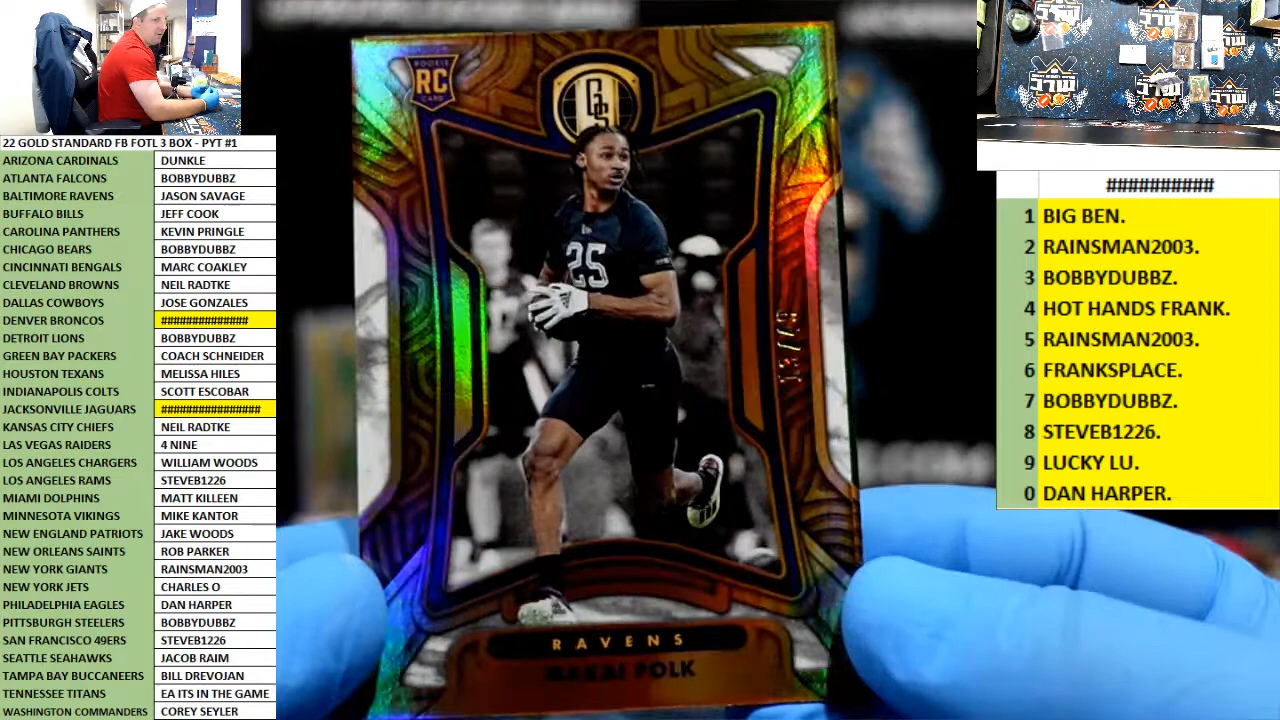 22 GOLD STANDARD FB FOTL 3 BOX - PYT #1
ARIZONA CARDINALS DUNKLE
ATLANTA FALCONS BOBBYDUBBZ
BALTIMORE RAVENS JASON SAVAGE
BUFFALO BILLS JEFF COOK
CAROLINA PANTHERS KEVIN PRINGLE
CHICAGO BEARS BOBBYDUBBZ
CINCINNATI BENGALS MARC COAKLEY
CLEVELAND BROWNS NEIL RADTKE
DALLAS COWBOYS JOSE GONZALES
DENVER BRONCOS ##############
DETROIT LIONS BOBBYDUBBZ
GREEN BAY PACKERS COACH SCHNEIDER
HOUSTON TEXANS MELISSA HILES
INDIANAPOLIS COLTS SCOTT ESCOBAR
JACKSONVILLE JAGUARS ################
KANSAS CITY CHIEFS NEIL RADTKE
LAS VEGAS RAIDERS 4 NINE
LOS ANGELES CHARGERS WILLIAM WOODS
LOS ANGELES RAMS STEVEB1226
MIAMI DOLPHINS MATT KILLEEN
MINNESOTA VIKINGS MIKE KANTOR
NEW ENGLAND PATRIOTS JAKE WOODS
NEW ORLEANS SAINTS ROB PARKER
NEW YORK GIANTS RAINSMAN2003
NEW YORK JETS CHARLES O
PHILADELPHIA EAGLES DAN HARPER
PITTSBURGH STEELERS BOBBYDUBBZ
SAN FRANCISCO 49ERS STEVEB1226
SEATTLE SEAHAWKS JACOB RAIM
TAMPA BAY BUCCANEERS BILL DREVOJAN
TENNESSEE TITANS EA ITS IN THE GAME
WASHINGTON COMMANDERS COREY SEYLER
ROOKIE
RC
CARD
GS
25
RAVENS
MAKAI POLK
##########
1 BIG BEN.
2 RAINSMAN2003.
3 BOBBYDUBBZ.
4 HOT HANDS FRANK.
5 RAINSMAN2003.
6 FRANKSPLACE.
7 BOBBYDUBBZ.
8 STEVEB1226.
9 LUCKY LU.
0 DAN HARPER.